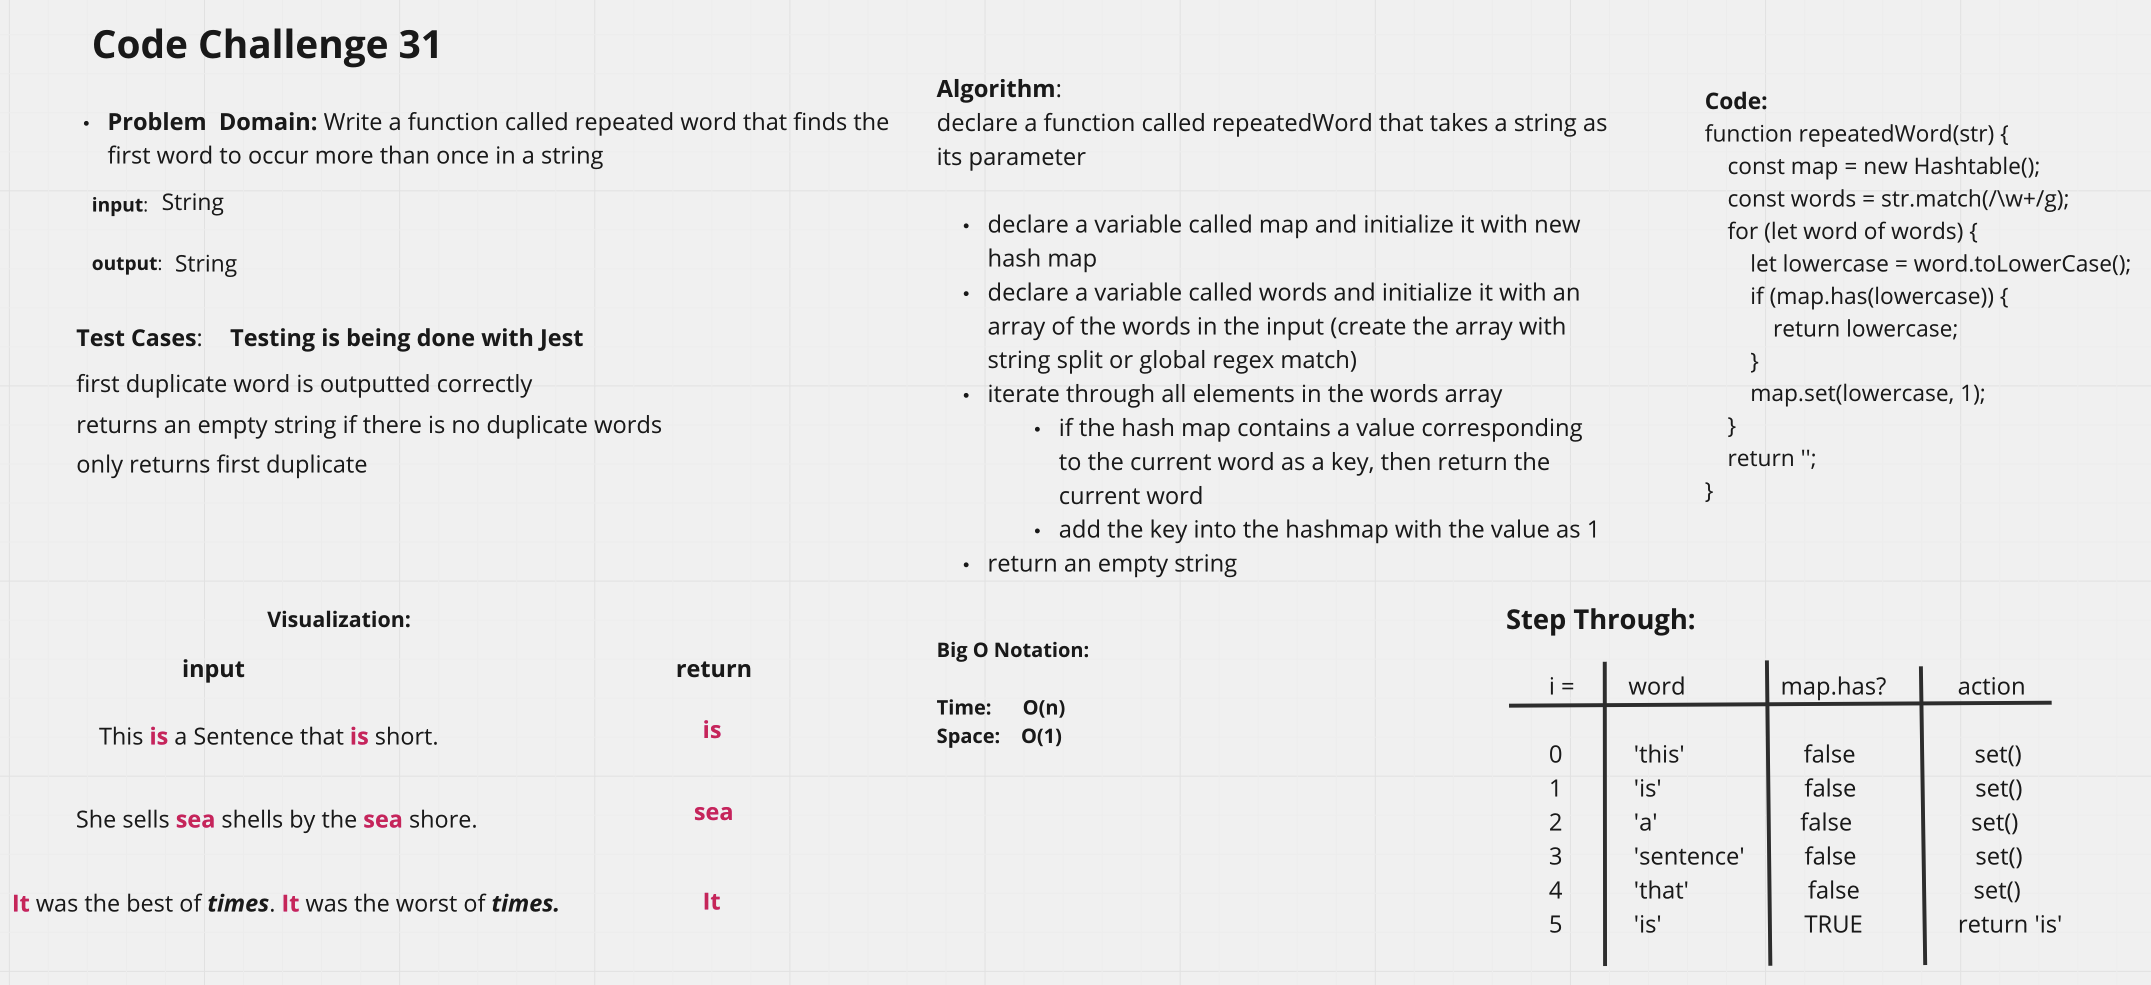 Code Challenge 31
• Problem  Domain: Write a function called repeated word that finds the
first word to occur more than once in a string
input: String
output: String
Test Cases: Testing is being done with Jest
first duplicate word is outputted correctly
returns an empty string if there is no duplicate words
only returns first duplicate
Algorithm:
declare a function called repeatedWord that takes a string as
its parameter
• declare a variable called map and initialize it with new
hash map
• declare a variable called words and initialize it with an
array of the words in the input (create the array with
string split or global regex match)
• iterate through all elements in the words array
• if the hash map contains a value corresponding
to the current word as a key, then return the
current word
• add the key into the hashmap with the value as 1
• return an empty string
Code:
function repeatedWord(str) {
const map = new Hashtable();
const words = str.match(/\w+/g);
for (let word of words) {
let lowercase = word.toLowerCase();
if (map.has(lowercase)) {
return lowercase;
}
map.set(lowercase, 1);
}
return '';
}
Visualization:
input return
This is a Sentence that is short. is
She sells sea shells by the sea shore. sea
It was the best of times. It was the worst of times. It
Big O Notation:
Time: O(n)
Space: O(1)
Step Through:
i = word map.has? action
0 'this' false set()
1 'is' false set()
2 'a' false set()
3 'sentence' false set()
4 'that' false set()
5 'is' TRUE return 'is'